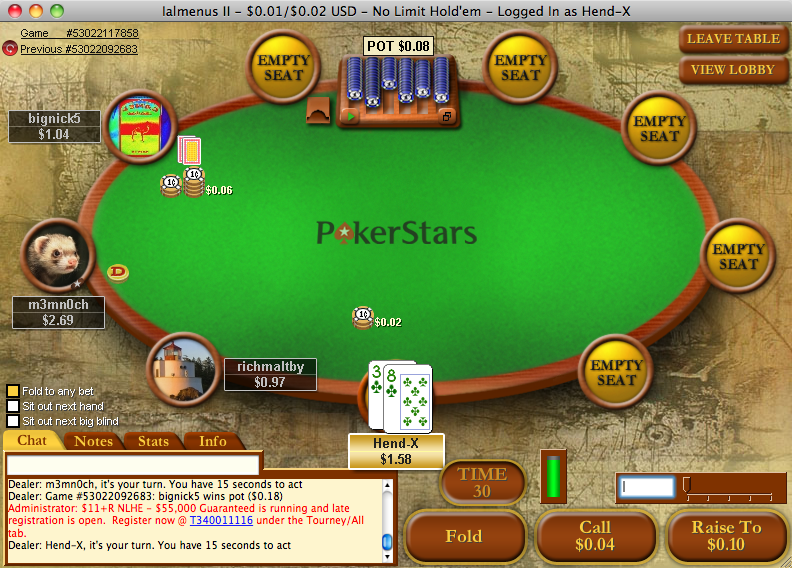 Ialmenus II - $0.01/$0.02 USD - No Limit Hold'em - Logged In as Hend-X
Game #53022117858
Previous #53022092683
POT $0.08
LEAVE TABLE
VIEW LOBBY
EMPTY SEAT
EMPTY SEAT
EMPTY SEAT
EMPTY SEAT
EMPTY SEAT
bignick5
$1.04
1¢
1¢
$0.06
PokerStars
D
m3mn0ch
$2.69
1¢
$0.02
richmaltby
$0.97
3
8
Hend-X
$1.58
Fold to any bet
Sit out next hand
Sit out next big blind
Chat
Notes
Stats
Info
Dealer: m3mn0ch, it's your turn. You have 15 seconds to act
Dealer: Game #53022092683: bignick5 wins pot ($0.18)
Administrator: $11+R NLHE - $55,000 Guaranteed is running and late
registration is open. Register now @ T340011116 under the Tourney/All
tab.
Dealer: Hend-X, it's your turn. You have 15 seconds to act
TIME
30
Fold
Call
$0.04
Raise To
$0.10